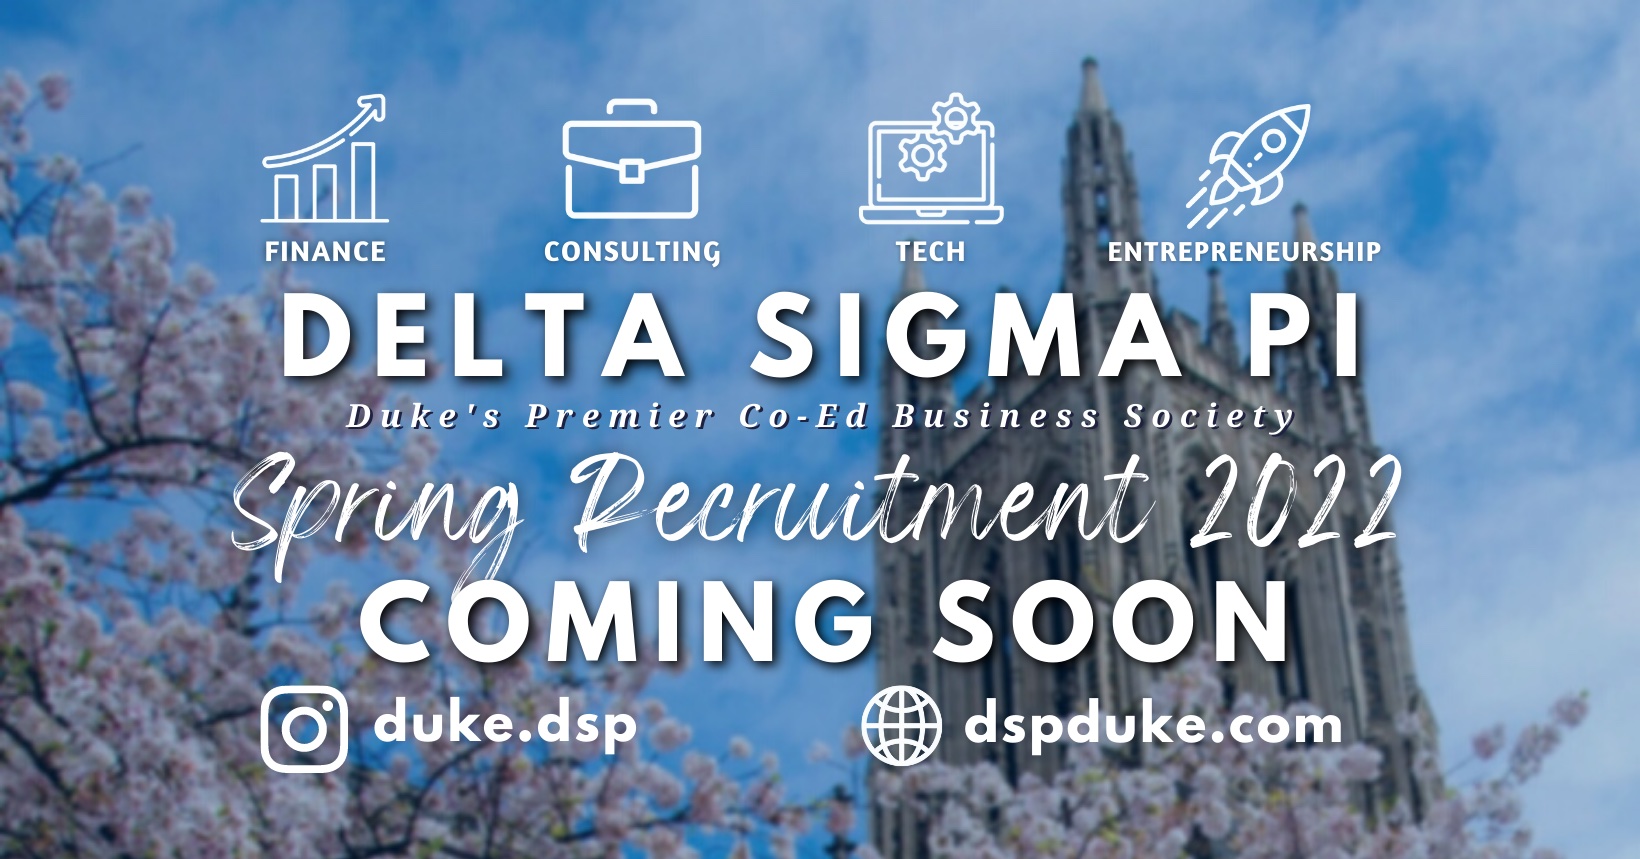 FINANCE CONSULTING TECH ENTREPRENEURSHIP
DELTA SIGMA PI
Duke's Premier Co-Ed Business Society
Spring Recruitment 2022
COMING SOON
duke.dsp dspduke.com